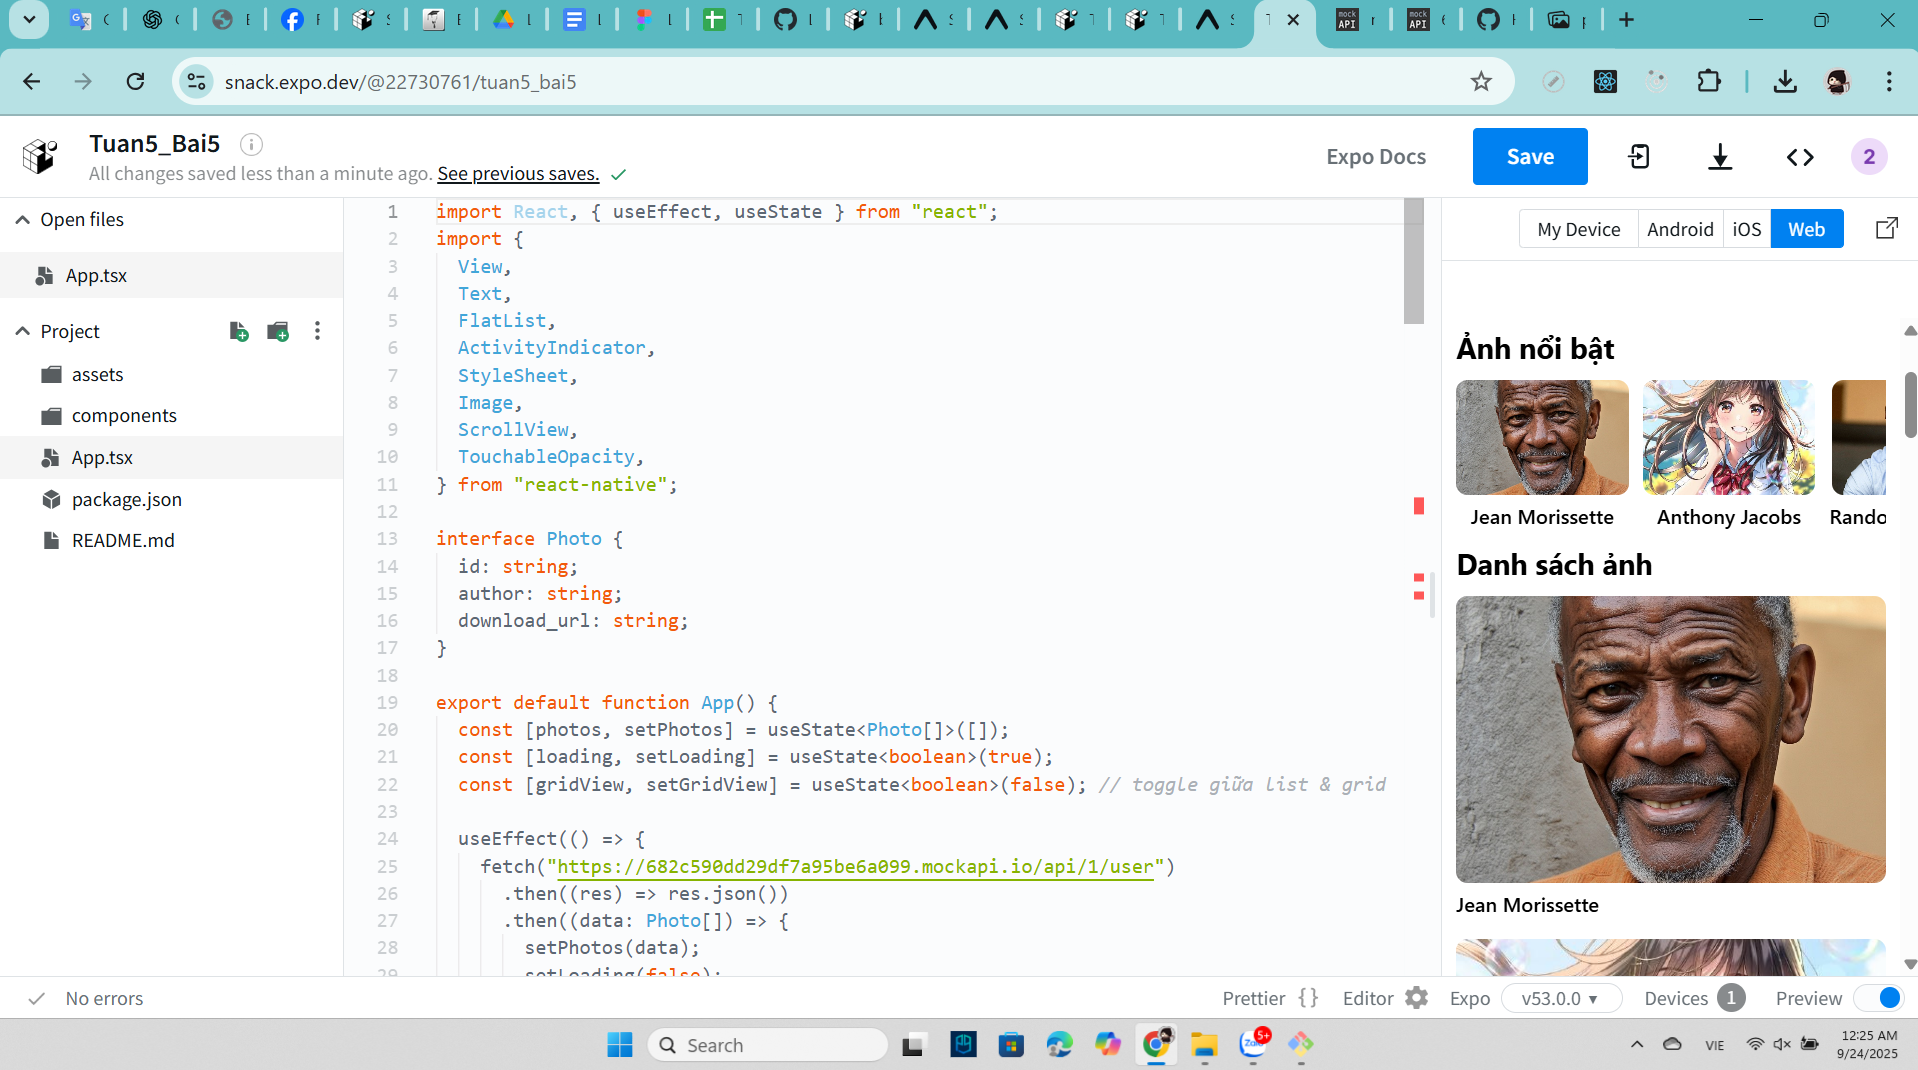 snack.expo.dev/@22730761/tuan5_bai5
Tuan5_Bai5
All changes saved less than a minute ago. See previous saves.
Expo Docs
Save
2
Open files
App.tsx
Project
assets
components
App.tsx
package.json
README.md
1 import React, { useEffect, useState } from "react";
2 import {
3 View,
4 Text,
5 FlatList,
6 ActivityIndicator,
7 StyleSheet,
8 Image,
9 ScrollView,
10 TouchableOpacity,
11 } from "react-native";
12
13 interface Photo {
14 id: string;
15 author: string;
16 download_url: string;
17 }
18
19 export default function App() {
20 const [photos, setPhotos] = useState<Photo[]>([]);
21 const [loading, setLoading] = useState<boolean>(true);
22 const [gridView, setGridView] = useState<boolean>(false); // toggle giữa list & grid
23
24 useEffect(() => {
25 fetch("https://682c590dd29df7a95be6a099.mockapi.io/api/1/user")
26 .then((res) => res.json())
27 .then((data: Photo[]) => {
28 setPhotos(data);
29 setLoading(false);
My Device
Android
iOS
Web
Ảnh nổi bật
Jean Morissette
Anthony Jacobs
Rando
Danh sách ảnh
Jean Morissette
No errors
Prettier { }
Editor
Expo
v53.0.0
Devices 1
Preview
Search
5+
Zalo
VIE
12:25 AM
9/24/2025